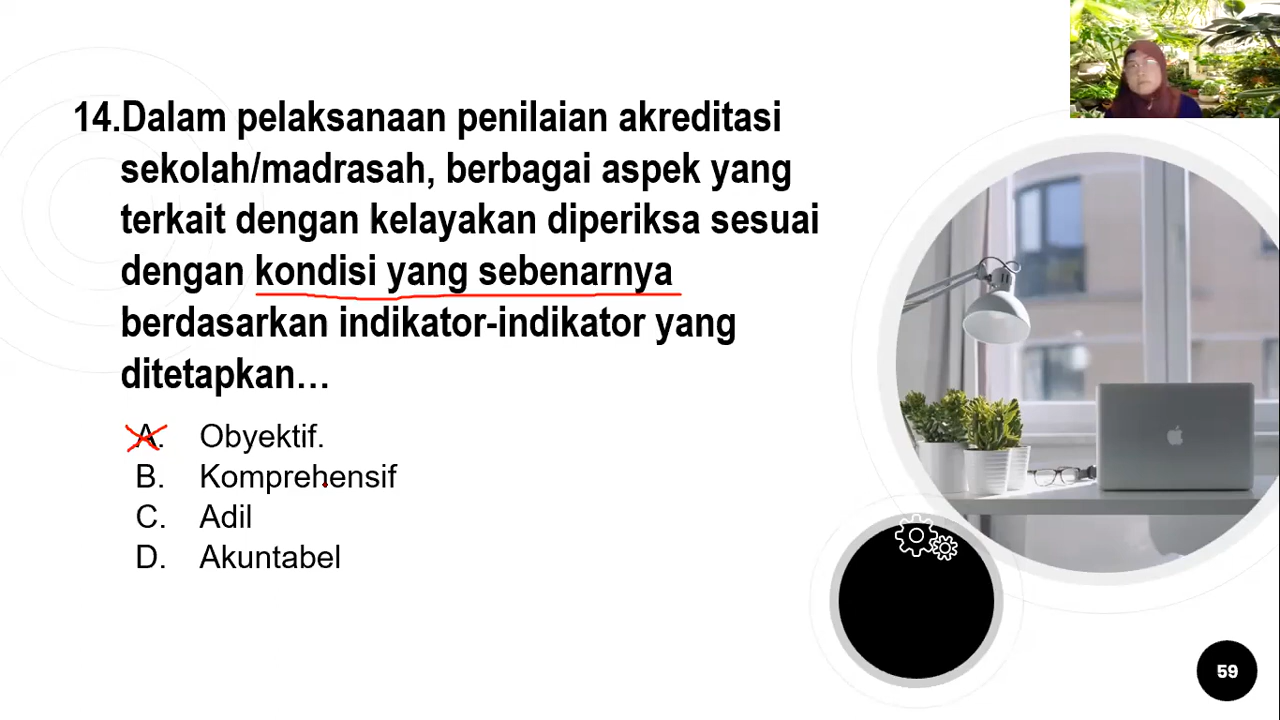 14.Dalam pelaksanaan penilaian akreditasi
sekolah/madrasah, berbagai aspek yang
terkait dengan kelayakan diperiksa sesuai
dengan kondisi yang sebenarnya
berdasarkan indikator-indikator yang
ditetapkan…
A. Obyektif.
B. Komprehensif
C. Adil
D. Akuntabel
59